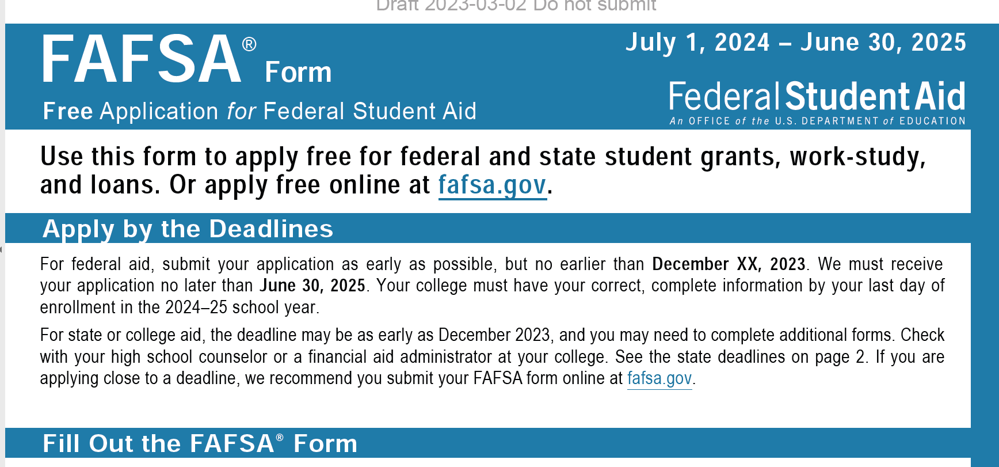 Draft 2023-03-02 Do not submit
FAFSA® Form
July 1, 2024 – June 30, 2025
Free Application for Federal Student Aid
Federal Student Aid
An OFFICE of the U.S. DEPARTMENT of EDUCATION
Use this form to apply free for federal and state student grants, work-study,
and loans. Or apply free online at fafsa.gov.
Apply by the Deadlines
For federal aid, submit your application as early as possible, but no earlier than December XX, 2023. We must receive
your application no later than June 30, 2025. Your college must have your correct, complete information by your last day of
enrollment in the 2024–25 school year.
For state or college aid, the deadline may be as early as December 2023, and you may need to complete additional forms. Check
with your high school counselor or a financial aid administrator at your college. See the state deadlines on page 2. If you are
applying close to a deadline, we recommend you submit your FAFSA form online at fafsa.gov.
Fill Out the FAFSA® Form